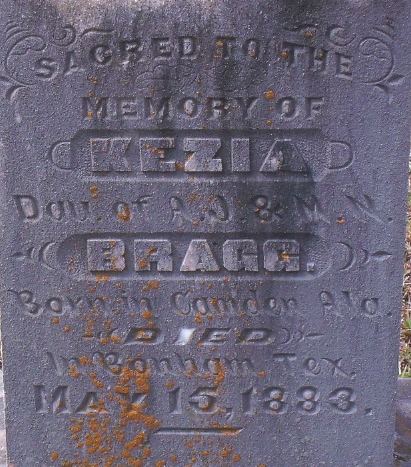 SACRED TO THE
MEMORY OF
KEZIA
Dau. of A.J. & M.W.
BRAGG.
Born in Camden Ala.
DIED
In Bonham Tex.
MAY 15, 1883.